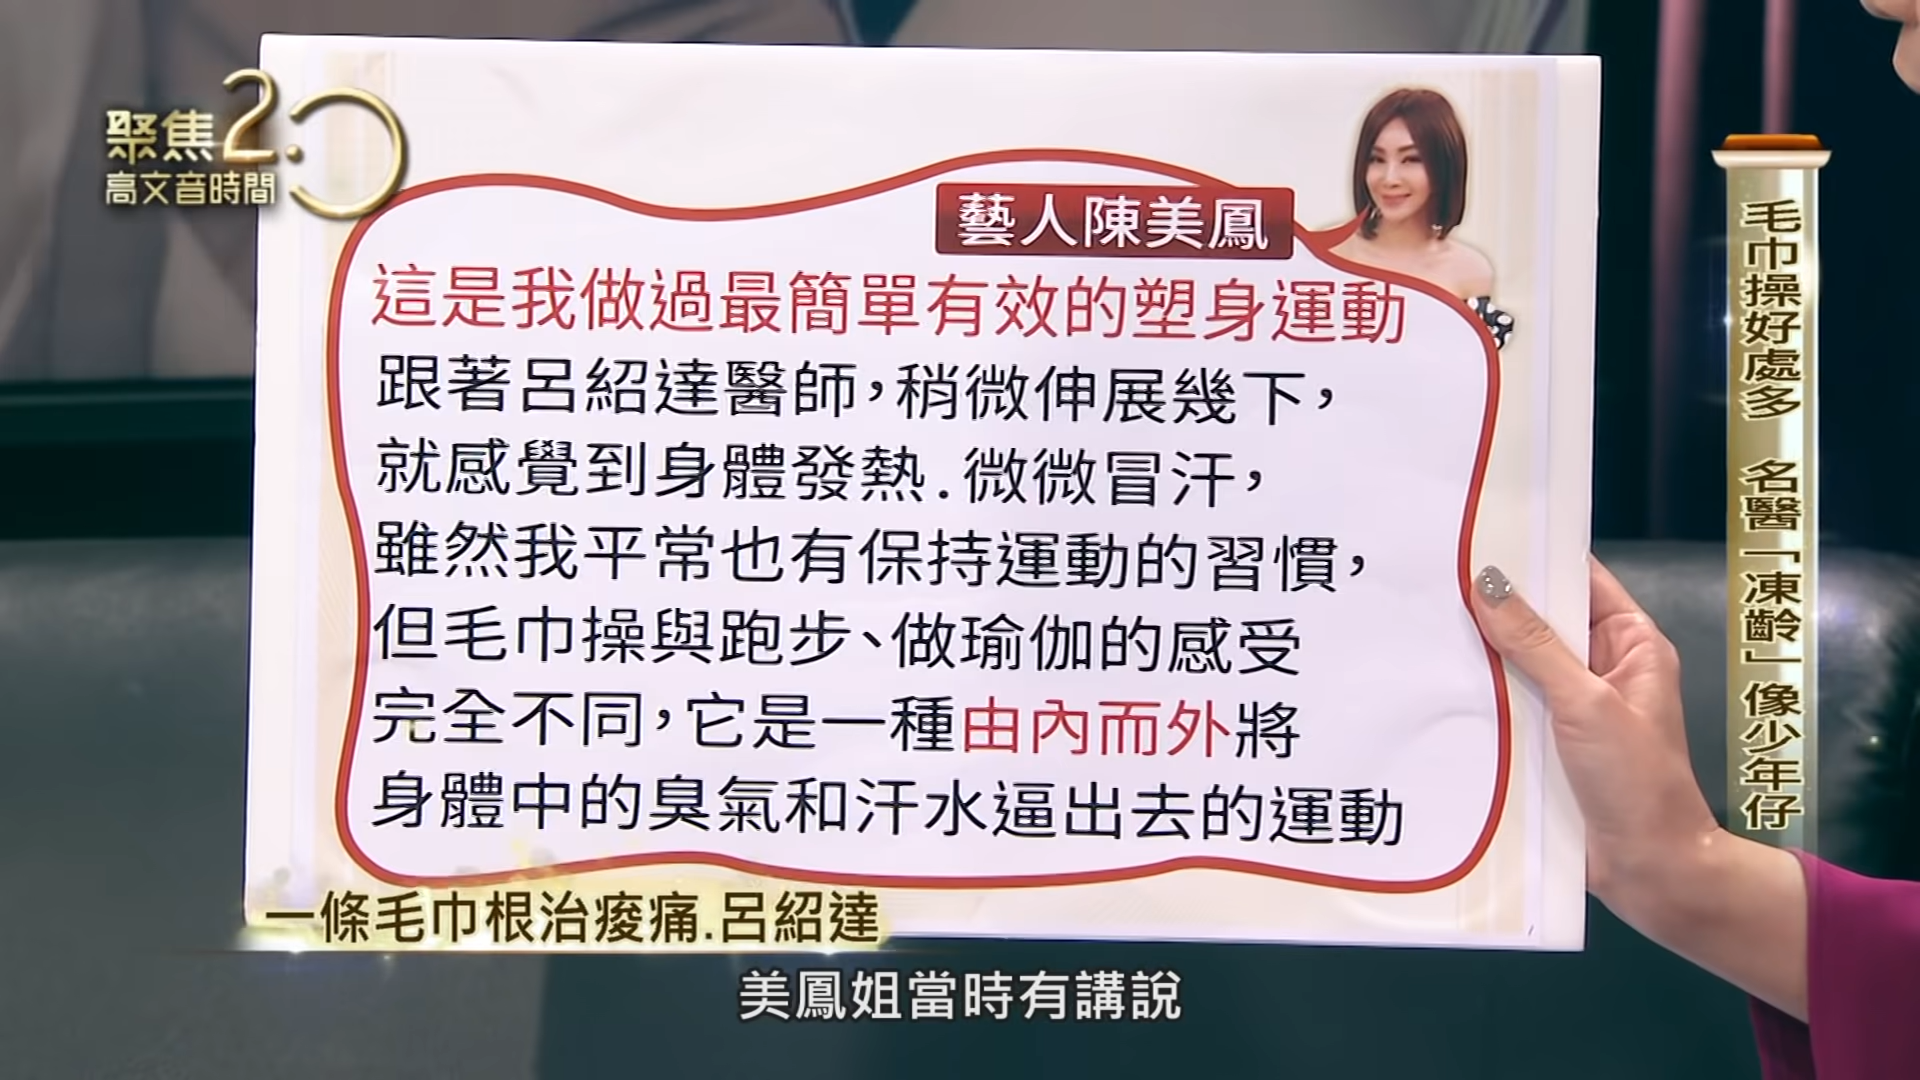 聚焦2.0
高文音時間
藝人陳美鳳
這是我做過最簡單有效的塑身運動
跟著呂紹達醫師,稍微伸展幾下,
就感覺到身體發熱.微微冒汗,
雖然我平常也有保持運動的習慣,
但毛巾操與跑步、做瑜伽的感受
完全不同,它是一種由內而外將
身體中的臭氣和汗水逼出去的運動
毛巾操好處多 名醫「凍齡」像少年仔
一條毛巾根治痠痛.呂紹達
美鳳姐當時有講說